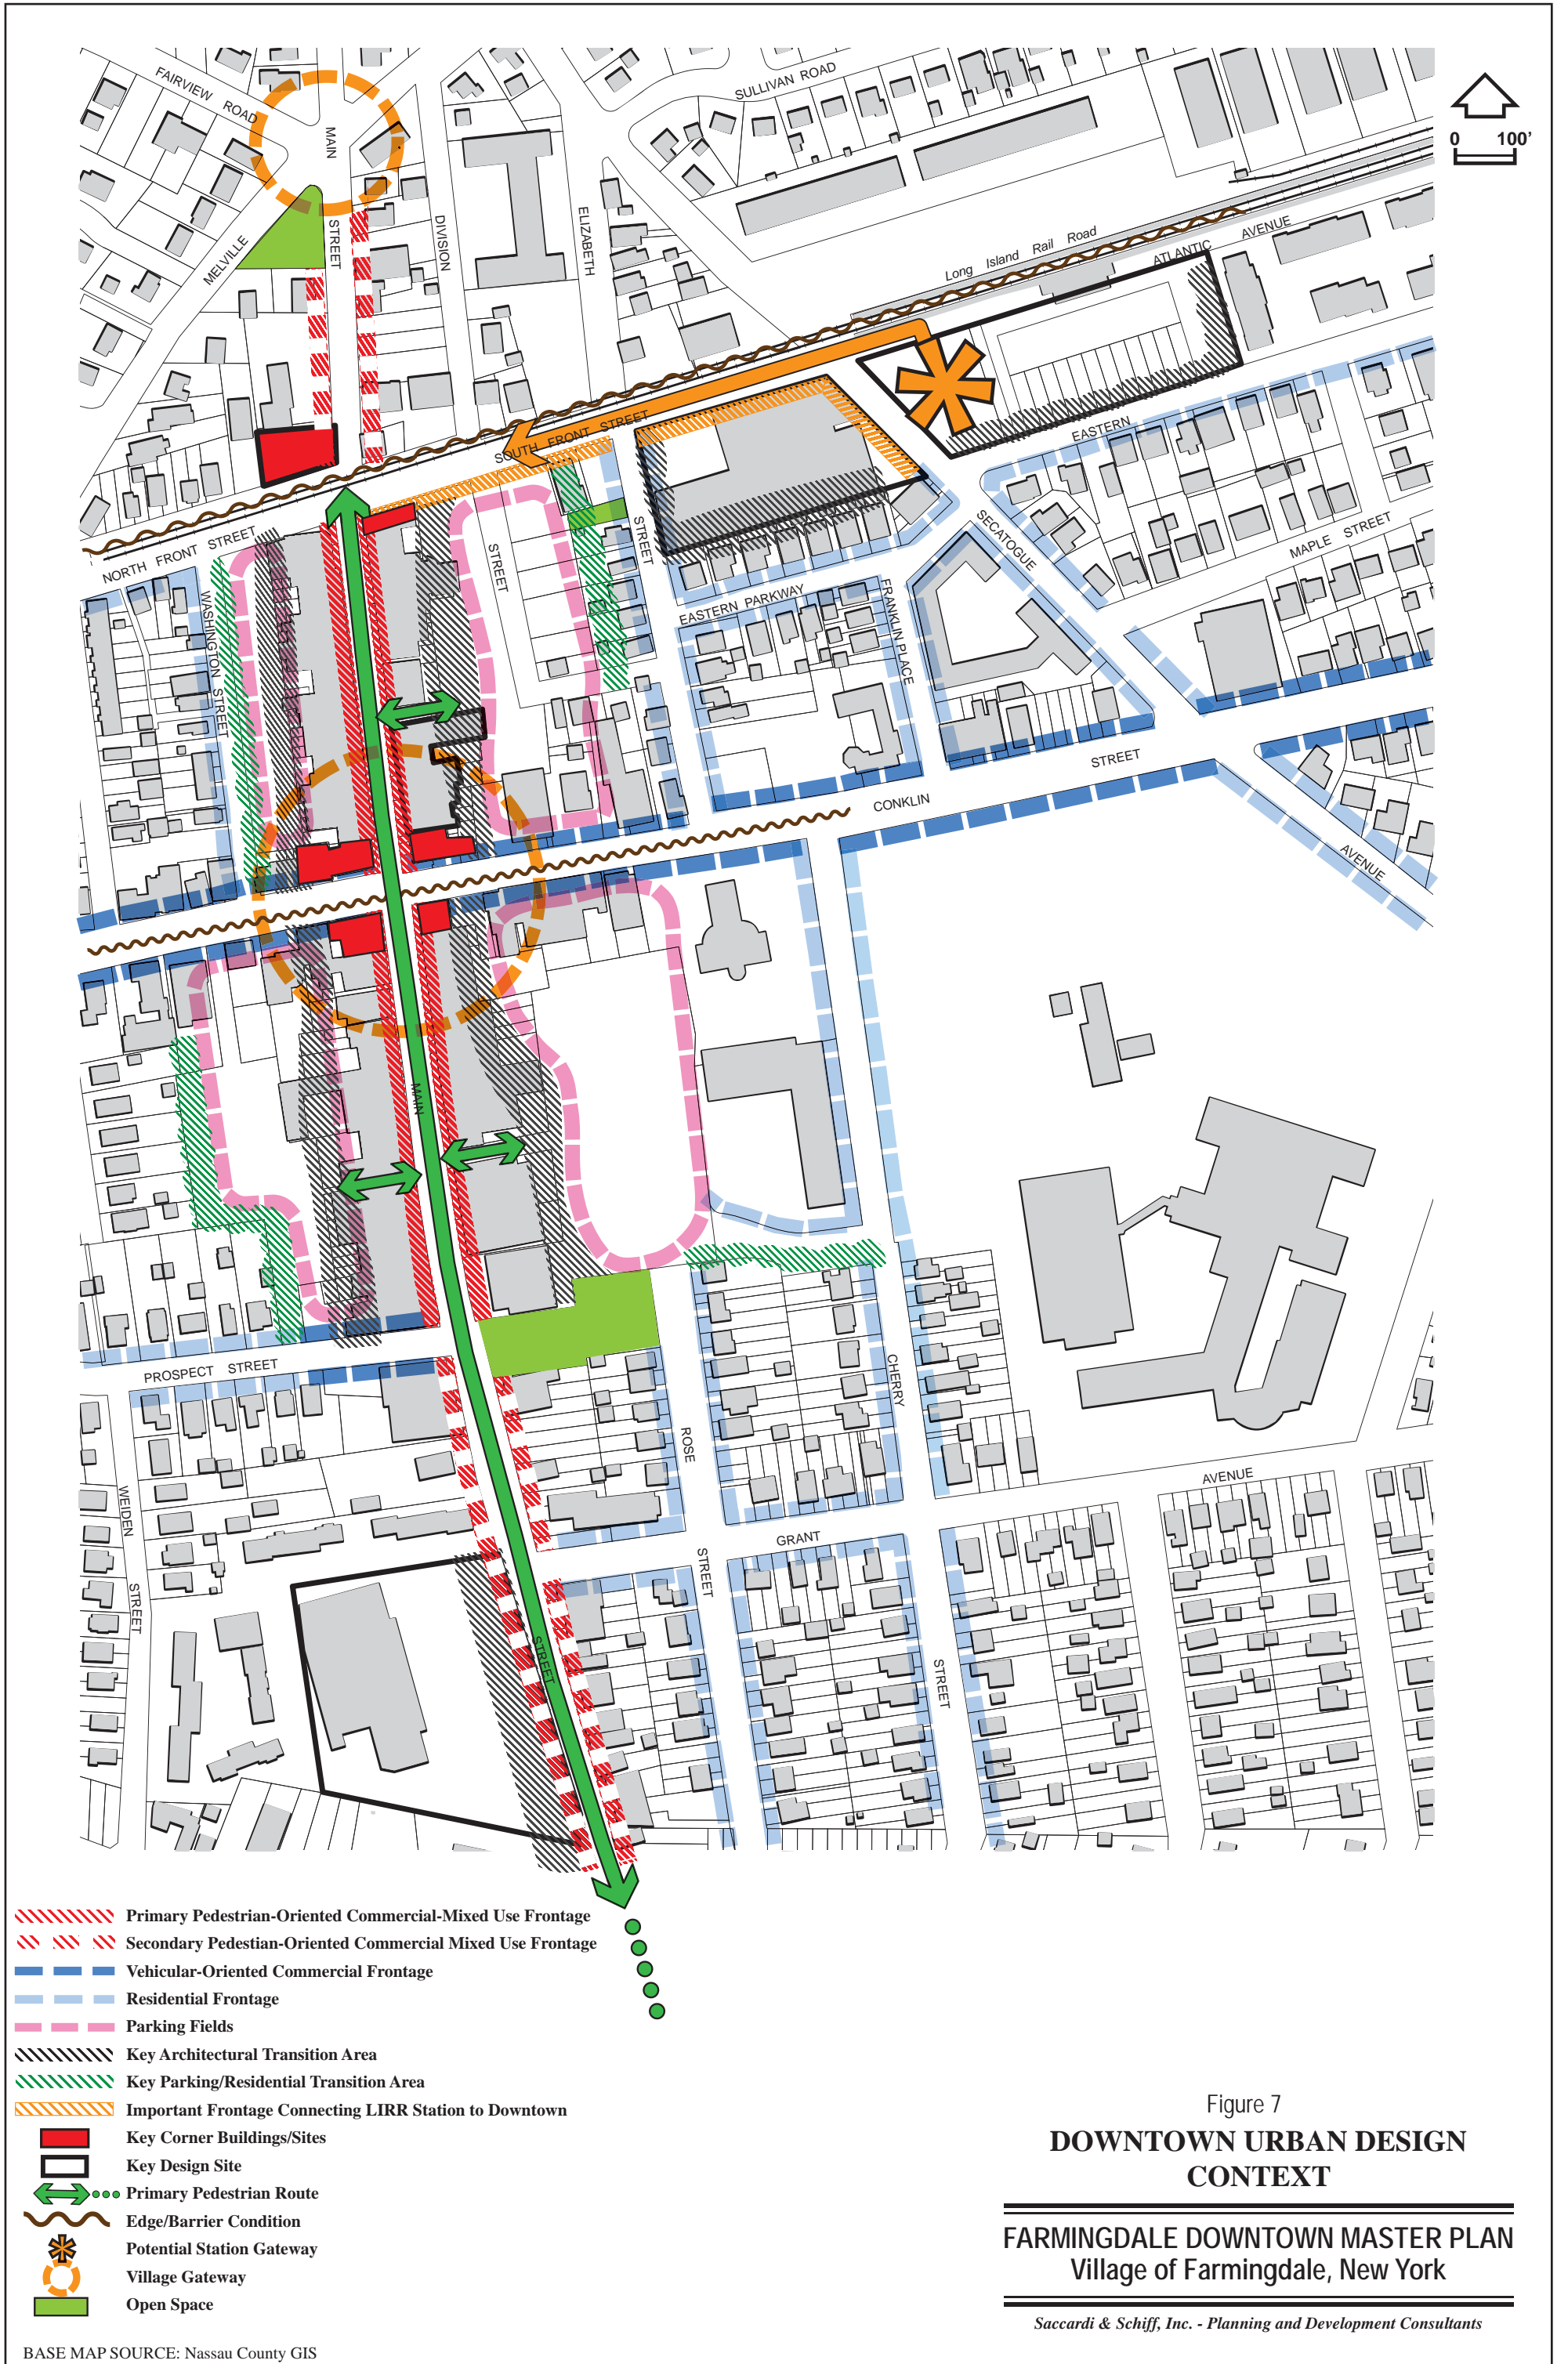 FAIRVIEW ROAD
MAIN
STREET
MELVILLE
DIVISION
ELIZABETH
SULLIVAN ROAD
0 100'
Long Island Rail Road
ATLANTIC
AVENUE
SOUTH FRONT STREET
EASTERN
NORTH FRONT STREET
STREET
STREET
SECATOGUE
MAPLE STREET
WASHINGTON STREET
EASTERN PARKWAY
FRANKLIN PLACE
CONKLIN
STREET
AVENUE
MAIN
PROSPECT STREET
CHERRY
ROSE
WEIDEN
STREET
GRANT
AVENUE
STREET
STREET
STREET
Primary Pedestrian-Oriented Commercial-Mixed Use Frontage
Secondary Pedestian-Oriented Commercial Mixed Use Frontage
Vehicular-Oriented Commercial Frontage
Residential Frontage
Parking Fields
Key Architectural Transition Area
Key Parking/Residential Transition Area
Important Frontage Connecting LIRR Station to Downtown
Key Corner Buildings/Sites
Key Design Site
Primary Pedestrian Route
Edge/Barrier Condition
Potential Station Gateway
Village Gateway
Open Space
BASE MAP SOURCE: Nassau County GIS
Figure 7
DOWNTOWN URBAN DESIGN
CONTEXT
FARMINGDALE DOWNTOWN MASTER PLAN
Village of Farmingdale, New York
Saccardi & Schiff, Inc. - Planning and Development Consultants